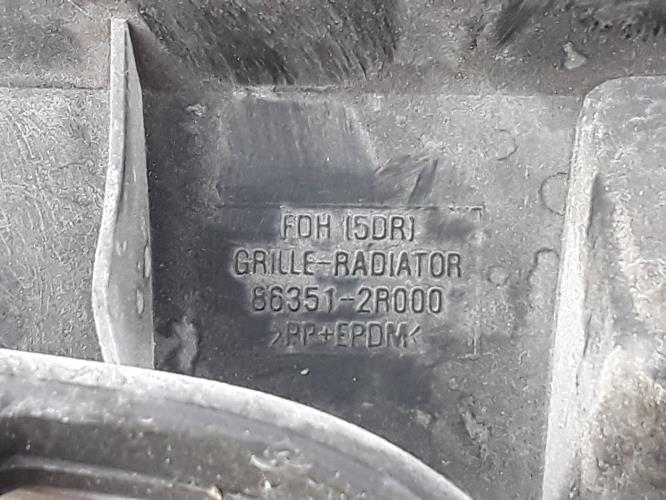 FDH (5DR)
GRILLE-RADIATOR
86351-2R000
>PP+EPDM<